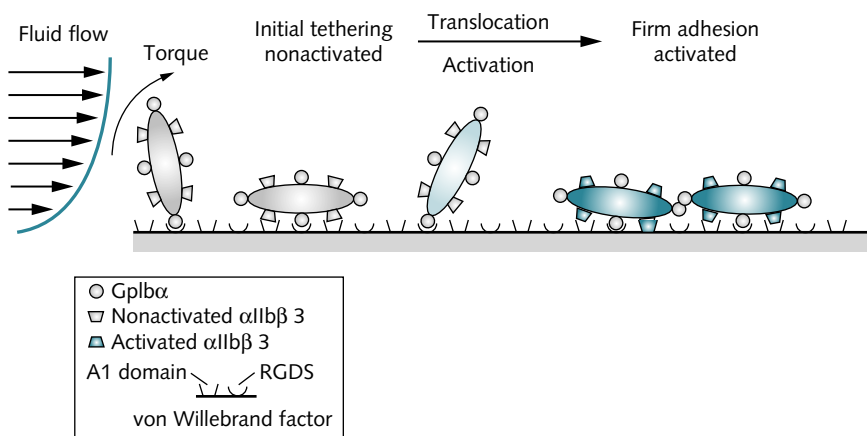 Fluid flow
Torque
Initial tethering
nonactivated
Translocation
Activation
Firm adhesion
activated
GpIbα
Nonactivated αIIbβ 3
Activated αIIbβ 3
A1 domain
RGDS
von Willebrand factor